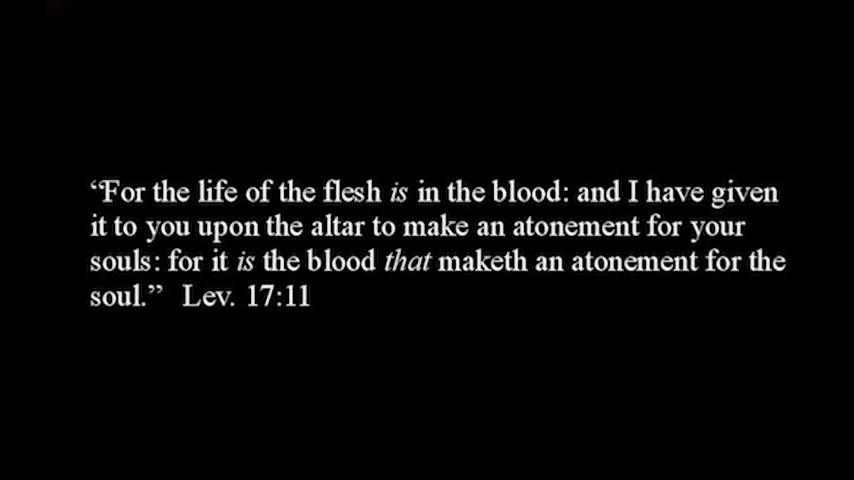 “For the life of the flesh is in the blood: and I have given
it to you upon the altar to make an atonement for your
souls: for it is the blood that maketh an atonement for the
soul.”   Lev. 17:11